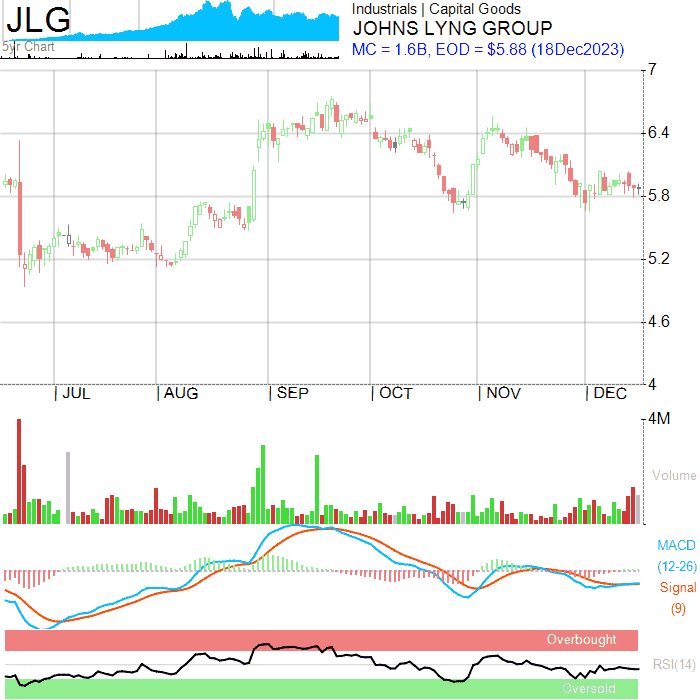 JLG
5yr Chart
Industrials | Capital Goods
JOHNS LYNG GROUP
MC = 1.6B, EOD = $5.88 (18Dec2023)
7
6.4
5.8
5.2
4.6
4
| JUL | AUG | SEP | OCT | NOV | DEC
4M
Volume
MACD
(12-26)
Signal
(9)
Overbought
RSI(14)
Oversold